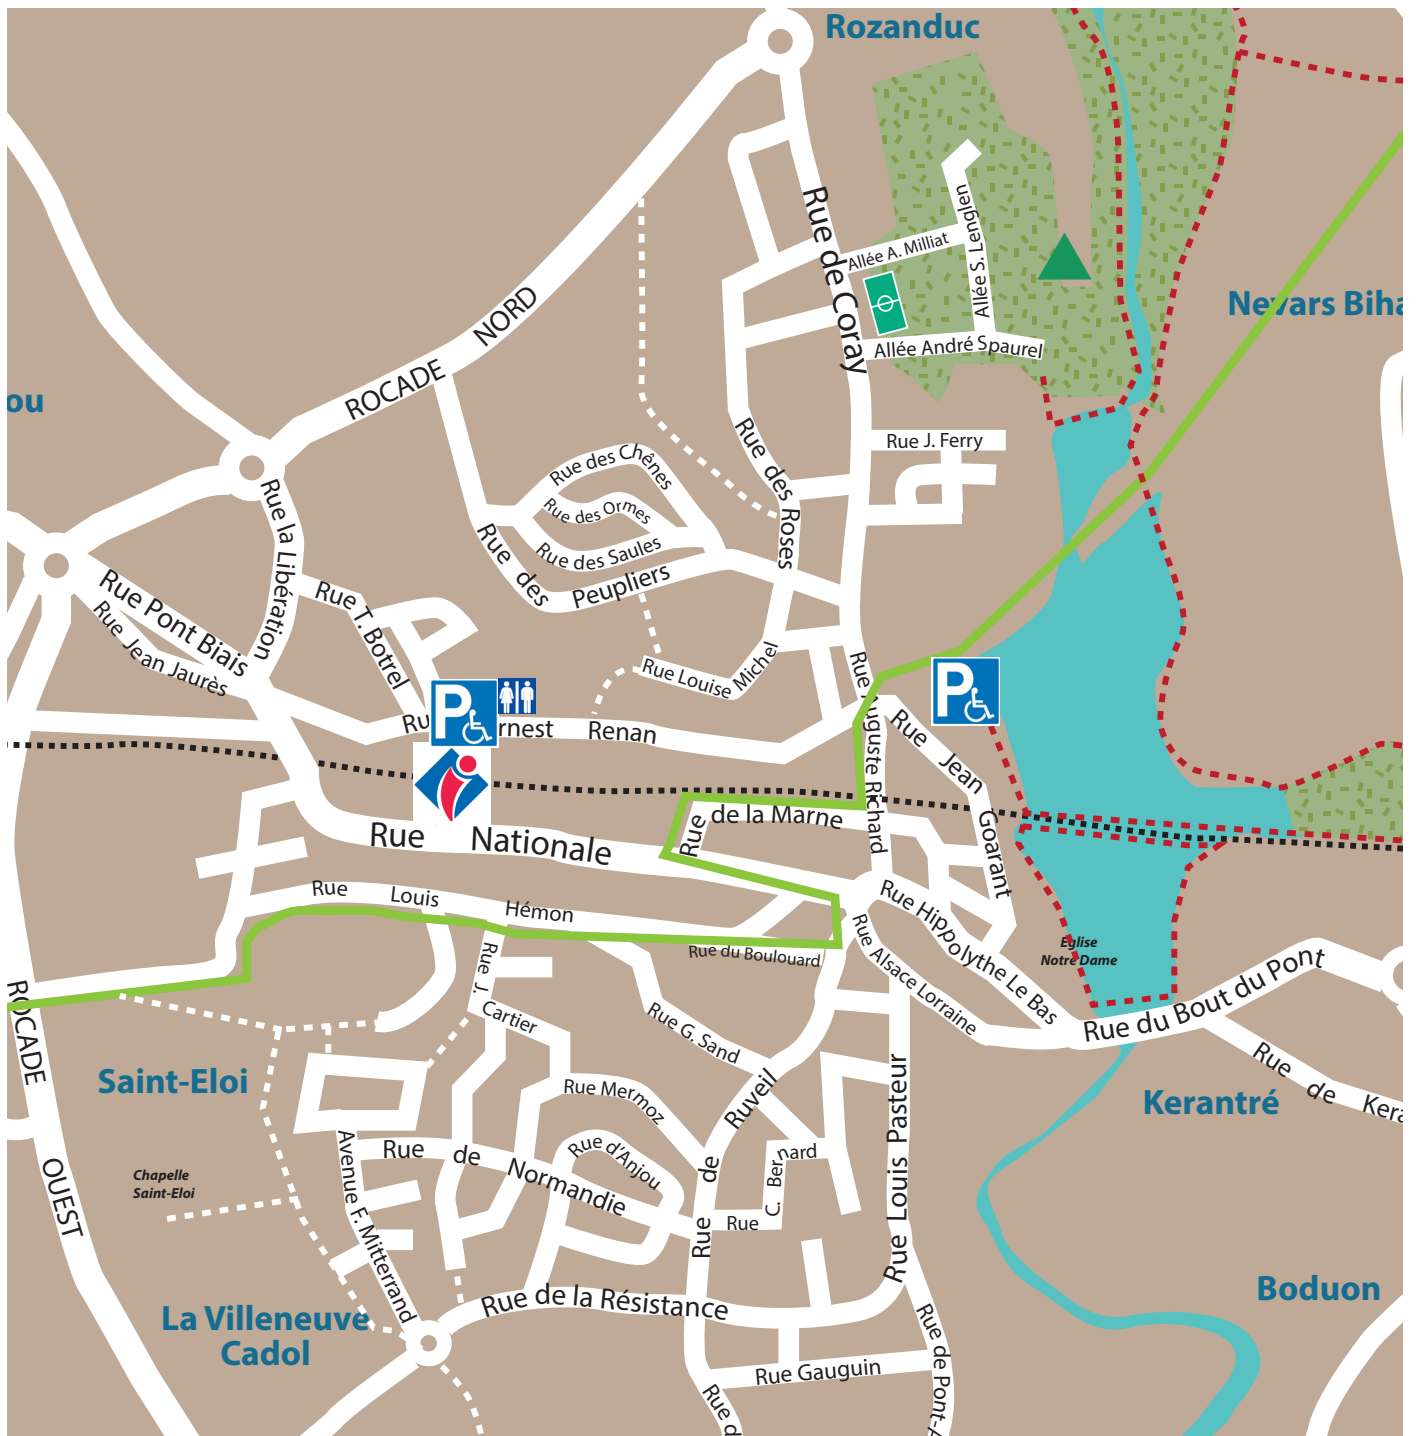 Rozanduc
Rue de Coray
Allée A. Milliat
Allée S. Lenglen
Allée André Spaurel
Nevars Biha
NORD
ROCADE
ou
Rue J. Ferry
Rue des Chênes
Rue des Ormes
Rue des Saules
Rue des Roses
Rue des Peupliers
Rue la Libération
Rue Pont Biais
Rue Jean Jaurès
Rue T. Botrel
Rue Louise Michel
Rue Auguste Richard
P
P
Ru
rnest Renan
Rue Jean Goarant
Rue de la Marne
Rue Nationale
Rue Louis Hémon
Rue du Boulouard
Rue Hippolythe Le Bas
Rue Alsace Lorraine
Eglise
Notre Dame
Rue du Bout du Pont
Rue de Kera
Kerantré
ROCADE
OUEST
Rue J. Cartier
Rue G. Sand
Saint-Eloi
Chapelle
Saint-Eloi
Rue Mermoz
Rue de Ruveil
Rue Louis Pasteur
Avenue F. Mitterrand
Rue de Normandie
Rue d'Anjou
Rue C. Bernard
La Villeneuve
Cadol
Rue de la Résistance
Boduon
Rue Gauguin
Rue de Pont-A
Rue d